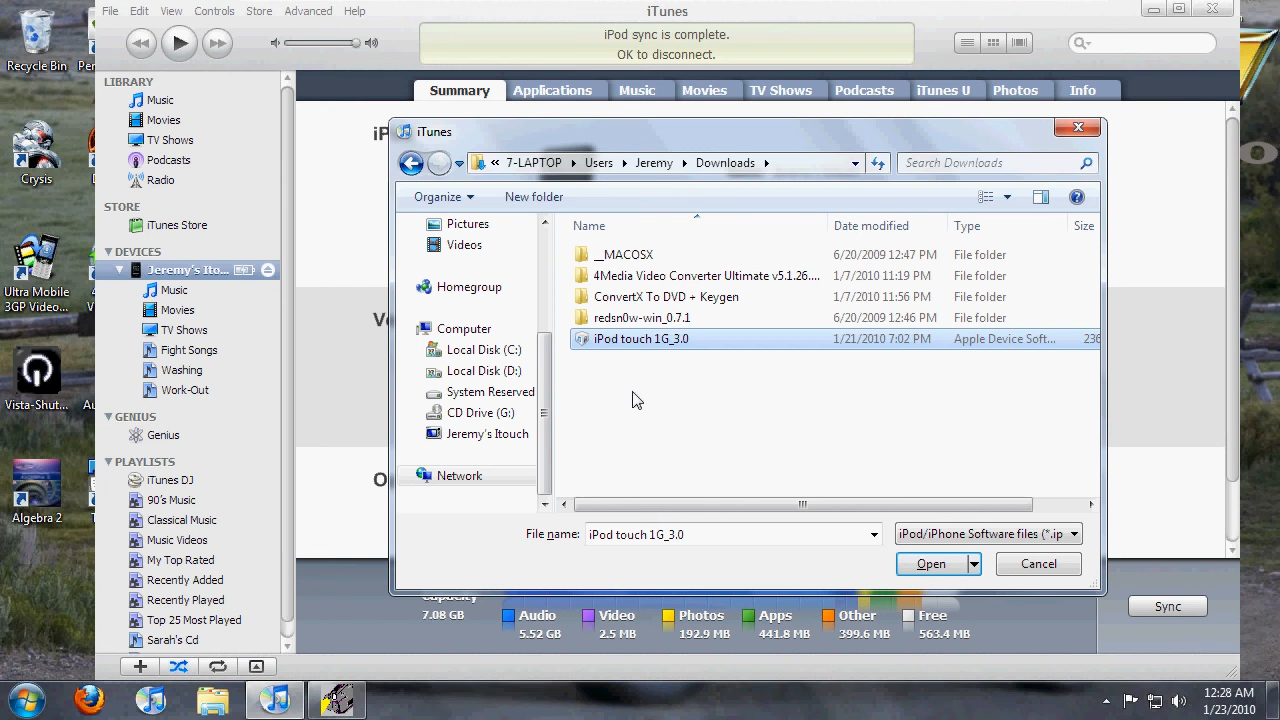 File Edit View Controls Store Advanced Help
iTunes
iPod sync is complete.
OK to disconnect.
Recycle Bin
Crysis
Ultra Mobile
3GP Video...
Vista-Shut...
Algebra 2
LIBRARY
Music
Movies
TV Shows
Podcasts
Radio
STORE
iTunes Store
DEVICES
Jeremy's Ito...
Music
Movies
TV Shows
Fight Songs
Washing
Work-Out
GENIUS
Genius
PLAYLISTS
iTunes DJ
90's Music
Classical Music
Music Videos
My Top Rated
Recently Added
Recently Played
Top 25 Most Played
Sarah's Cd
Summary Applications Music Movies TV Shows Podcasts iTunes U Photos Info
iTunes
« 7-LAPTOP Users Jeremy Downloads
Search Downloads
Organize New folder
Pictures
Videos
Homegroup
Computer
Local Disk (C:)
Local Disk (D:)
System Reserved
CD Drive (G:)
Jeremy's Itouch
Network
Name Date modified Type Size
__MACOSX 6/20/2009 12:47 PM File folder
4Media Video Converter Ultimate v5.1.26.... 1/7/2010 11:19 PM File folder
ConvertX To DVD + Keygen 1/7/2010 11:56 PM File folder
redsn0w-win_0.7.1 6/20/2009 12:46 PM File folder
iPod touch 1G_3.0 1/21/2010 7:02 PM Apple Device Soft... 236
File name: iPod touch 1G_3.0
iPod/iPhone Software files (*.ip
Open Cancel
Capacity
7.08 GB
Audio
5.52 GB
Video
2.5 MB
Photos
192.9 MB
Apps
441.8 MB
Other
399.6 MB
Free
563.4 MB
Sync
12:28 AM
1/23/2010